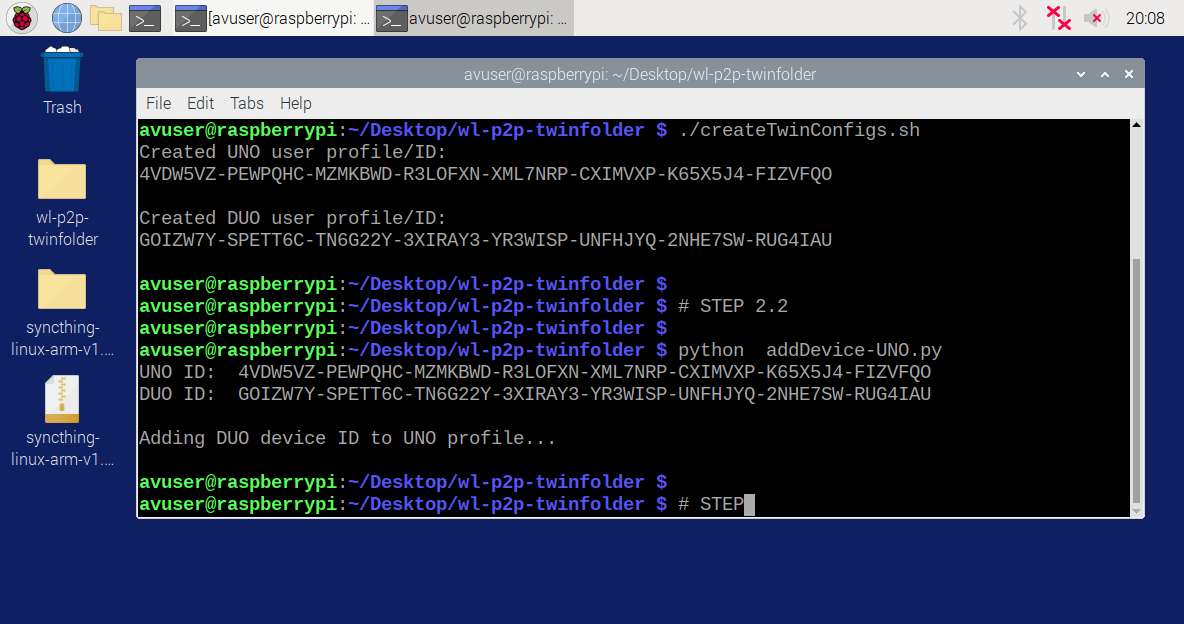 [avuser@raspberrypi: ...
avuser@raspberrypi: ...
20:08
Trash
wl-p2p-
twinfolder
syncthing-
linux-arm-v1....
syncthing-
linux-arm-v1....
avuser@raspberrypi: ~/Desktop/wl-p2p-twinfolder
File Edit Tabs Help
avuser@raspberrypi:~/Desktop/wl-p2p-twinfolder $ ./createTwinConfigs.sh
Created UNO user profile/ID:
4VDW5VZ-PEWPQHC-MZMKBWD-R3LOFXN-XML7NRP-CXIMVXP-K65X5J4-FIZVFQO
Created DUO user profile/ID:
GOIZW7Y-SPETT6C-TN6G22Y-3XIRAY3-YR3WISP-UNFHJYQ-2NHE7SW-RUG4IAU
avuser@raspberrypi:~/Desktop/wl-p2p-twinfolder $
avuser@raspberrypi:~/Desktop/wl-p2p-twinfolder $ # STEP 2.2
avuser@raspberrypi:~/Desktop/wl-p2p-twinfolder $
avuser@raspberrypi:~/Desktop/wl-p2p-twinfolder $ python  addDevice-UNO.py
UNO ID:  4VDW5VZ-PEWPQHC-MZMKBWD-R3LOFXN-XML7NRP-CXIMVXP-K65X5J4-FIZVFQO
DUO ID:  GOIZW7Y-SPETT6C-TN6G22Y-3XIRAY3-YR3WISP-UNFHJYQ-2NHE7SW-RUG4IAU
Adding DUO device ID to UNO profile...
avuser@raspberrypi:~/Desktop/wl-p2p-twinfolder $
avuser@raspberrypi:~/Desktop/wl-p2p-twinfolder $ # STEP